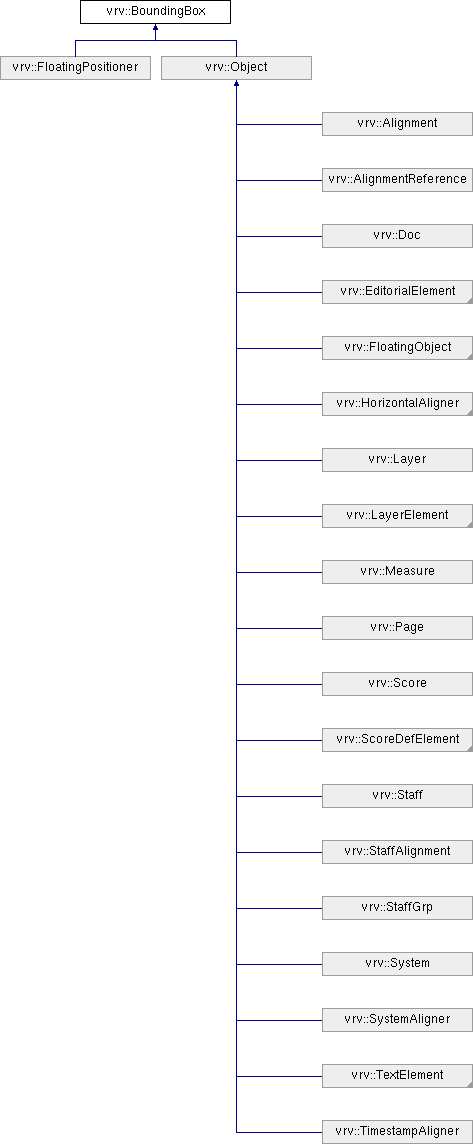 vrv::BoundingBox
vrv::FloatingPositioner
vrv::Object
vrv::Alignment
vrv::AlignmentReference
vrv::Doc
vrv::EditorialElement
vrv::FloatingObject
vrv::HorizontalAligner
vrv::Layer
vrv::LayerElement
vrv::Measure
vrv::Page
vrv::Score
vrv::ScoreDefElement
vrv::Staff
vrv::StaffAlignment
vrv::StaffGrp
vrv::System
vrv::SystemAligner
vrv::TextElement
vrv::TimestampAligner